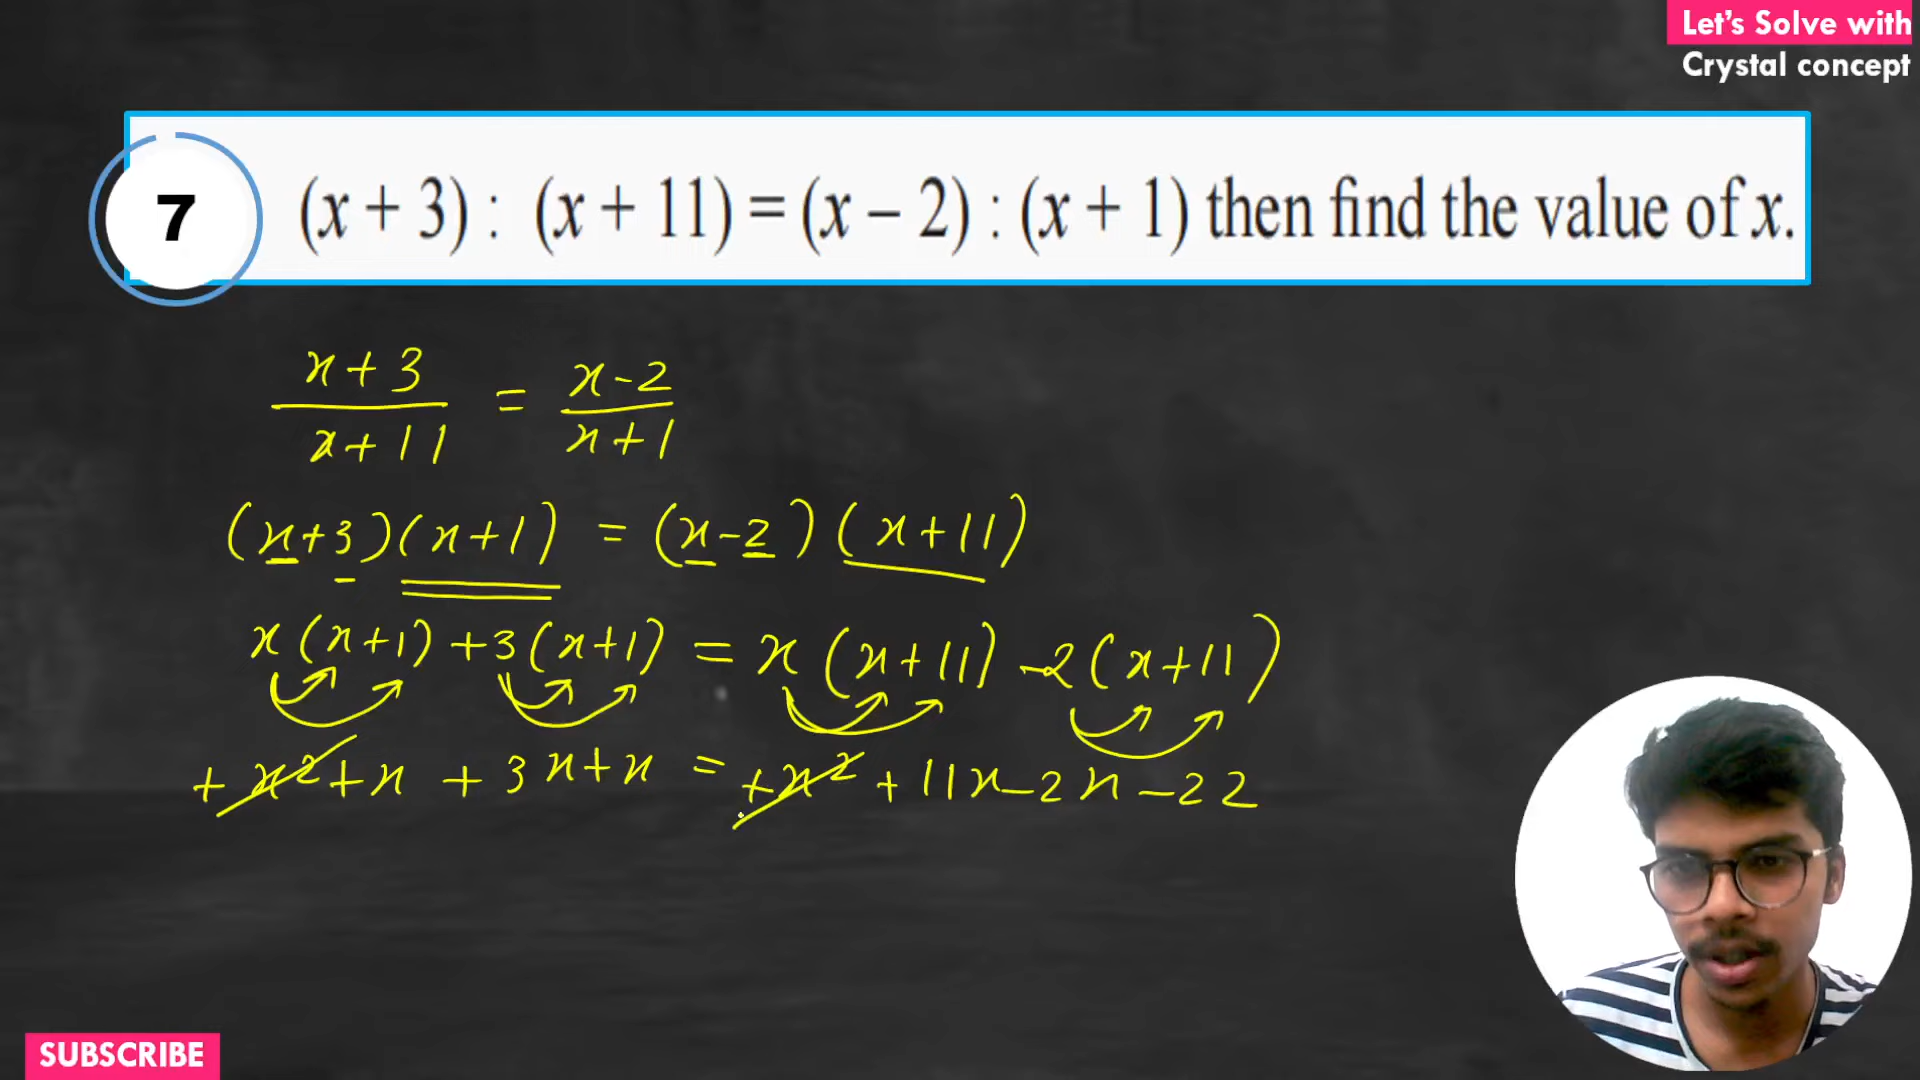 Let's Solve with
Crystal concept
7 (x + 3) : (x + 11) = (x – 2) : (x + 1) then find the value of x.
x+3 / x+11 = x-2 / x+1
(x+3)(x+1) = (x-2)(x+11)
x(x+1) +3(x+1) = x(x+11) -2(x+11)
+x²+x + 3x+x = +x² + 11x-2x-22
SUBSCRIBE